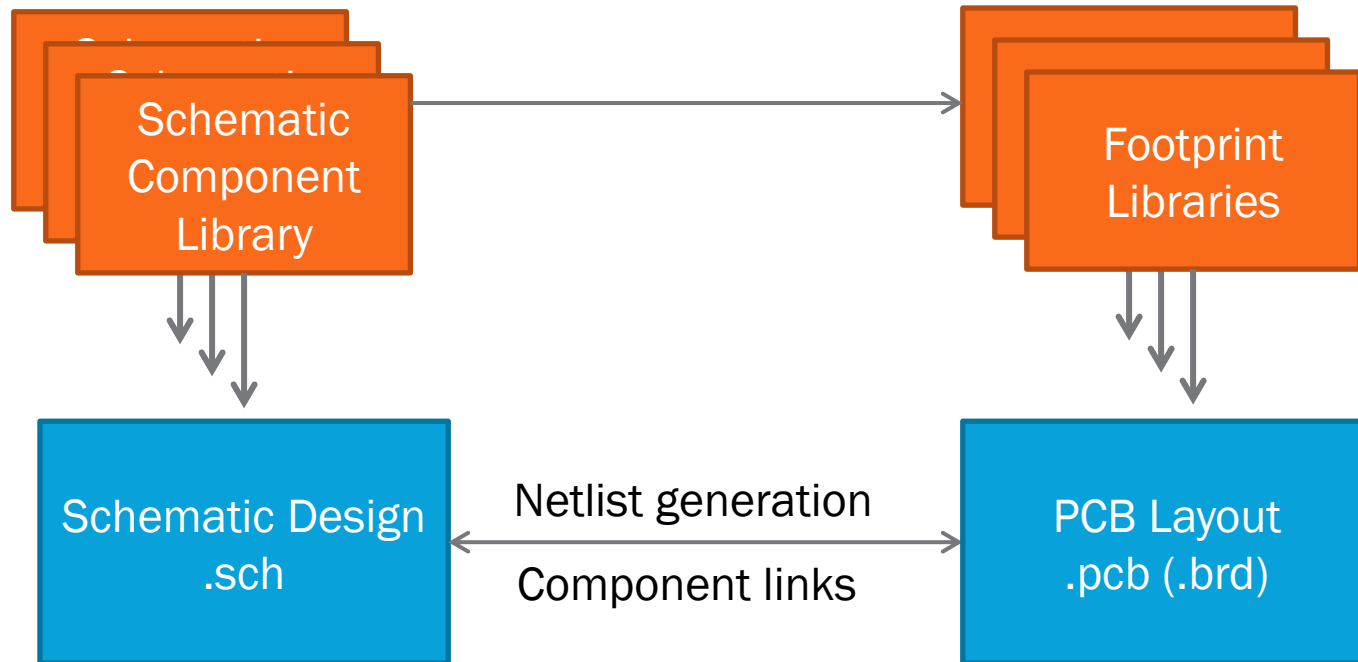 Schematic
Component
Library
Footprint
Libraries
Schematic Design
.sch
Netlist generation
Component links
PCB Layout
.pcb (.brd)